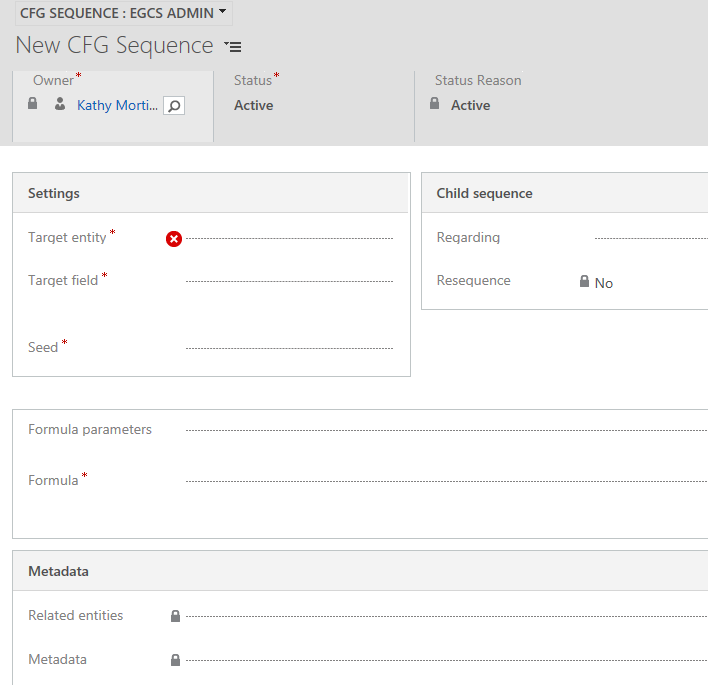 CFG SEQUENCE : EGCS ADMIN
New CFG Sequence
Owner* Status* Status Reason
Kathy Morti... Active Active
Settings Child sequence
Target entity * Regarding
Target field * Resequence No
Seed *
Formula parameters
Formula *
Metadata
Related entities
Metadata